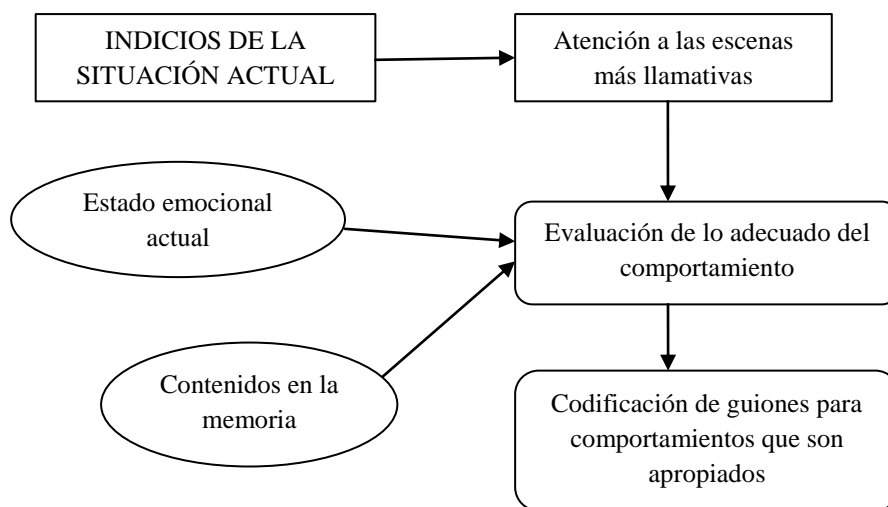 INDICIOS DE LA
SITUACIÓN ACTUAL
Atención a las escenas
más llamativas
Estado emocional
actual
Evaluación de lo adecuado del
comportamiento
Contenidos en la
memoria
Codificación de guiones para
comportamientos que son
apropiados